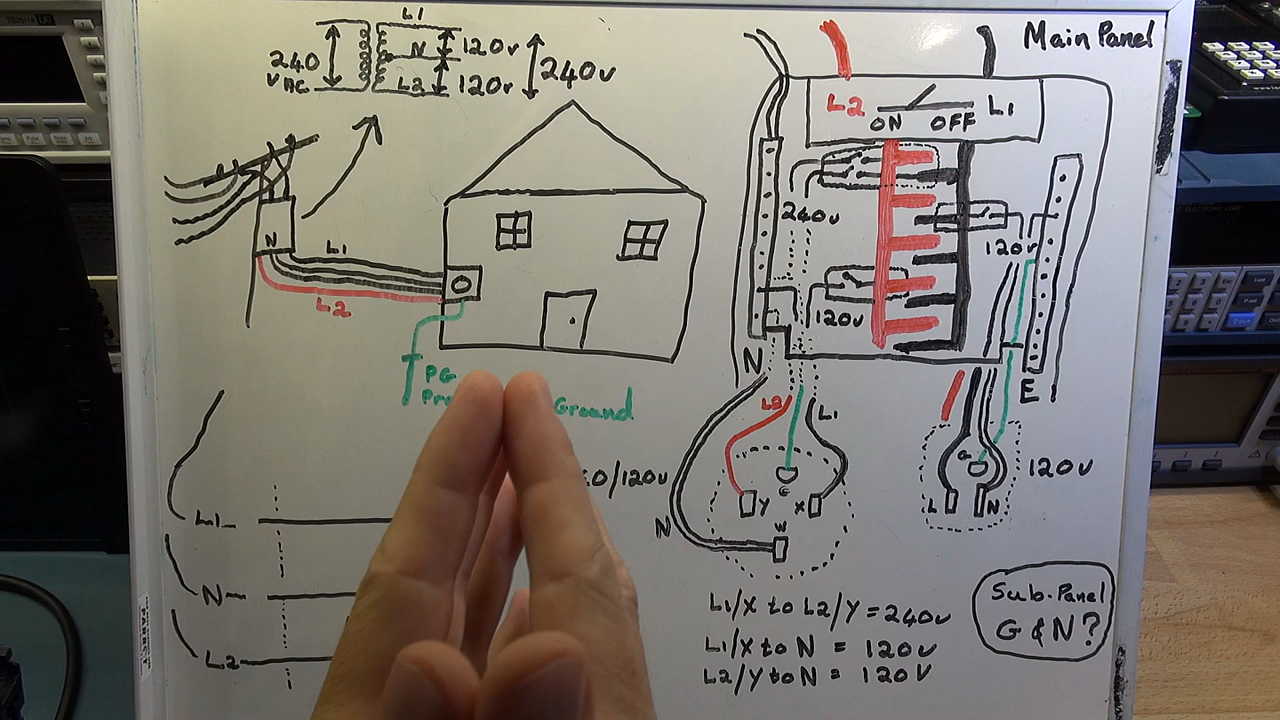 L1
240
VAC
N
120v
L2
120v
240v
Main Panel
L2
ON OFF
L1
240v
120v
120v
N
L1
L2
PG
Ground
N
E
L2
L1
G
Y
X
W
N
G
L
N
120v
0/120v
L1
N
L2
L1/X to L2/Y = 240v
L1/X to N = 120v
L2/Y to N = 120V
Sub-Panel
G & N?